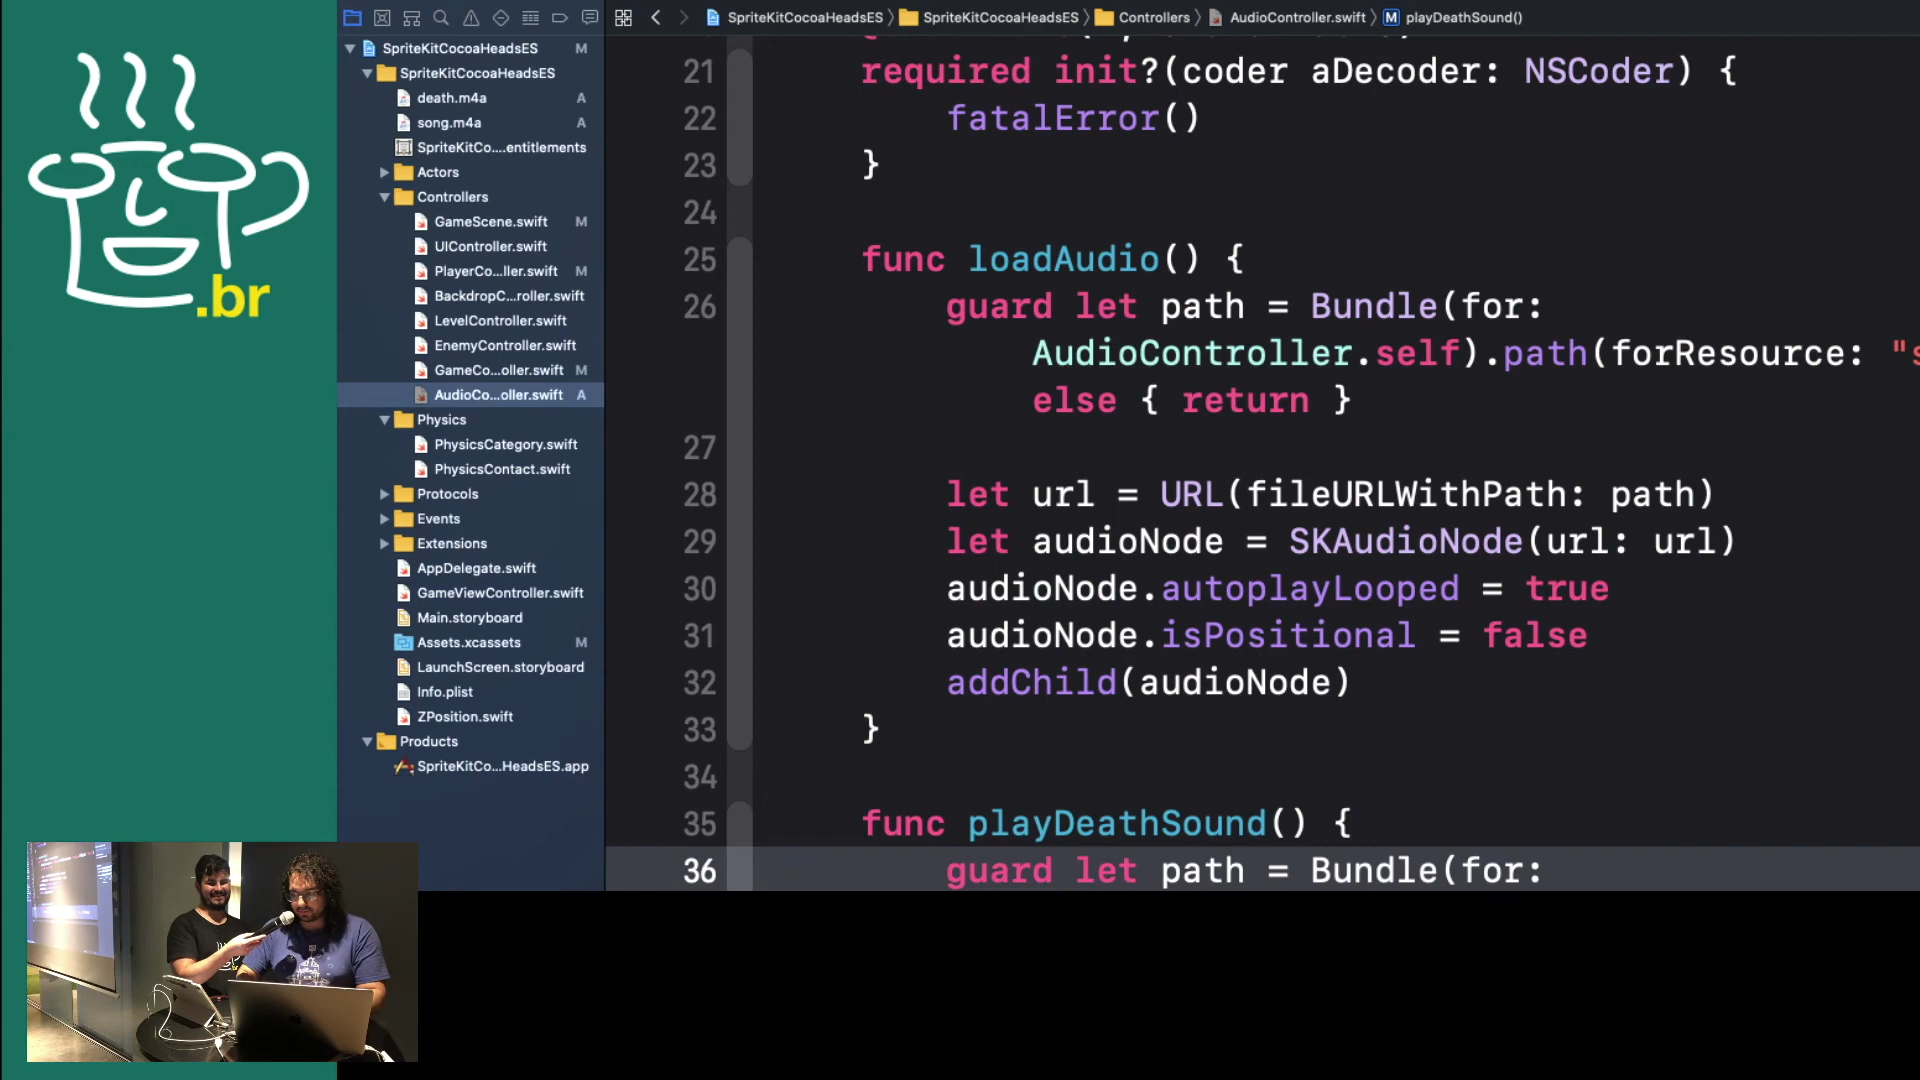 .br
SpriteKitCocoaHeadsES M
SpriteKitCocoaHeadsES
death.m4a A
song.m4a A
SpriteKitCo....entitlements
Actors
Controllers
GameScene.swift M
UIController.swift
PlayerCo...ller.swift M
BackdropC...roller.swift
LevelController.swift
EnemyController.swift
GameCo...oller.swift M
AudioCo...oller.swift A
Physics
PhysicsCategory.swift
PhysicsContact.swift
Protocols
Events
Extensions
AppDelegate.swift
GameViewController.swift
Main.storyboard
Assets.xcassets M
LaunchScreen.storyboard
Info.plist
ZPosition.swift
Products
SpriteKitCo...HeadsES.app
SpriteKitCocoaHeadsES SpriteKitCocoaHeadsES Controllers AudioController.swift M playDeathSound()
21 required init?(coder aDecoder: NSCoder) {
22 fatalError()
23 }
24
25 func loadAudio() {
26 guard let path = Bundle(for:
AudioController.self).path(forResource: "s
else { return }
27
28 let url = URL(fileURLWithPath: path)
29 let audioNode = SKAudioNode(url: url)
30 audioNode.autoplayLooped = true
31 audioNode.isPositional = false
32 addChild(audioNode)
33 }
34
35 func playDeathSound() {
36 guard let path = Bundle(for: